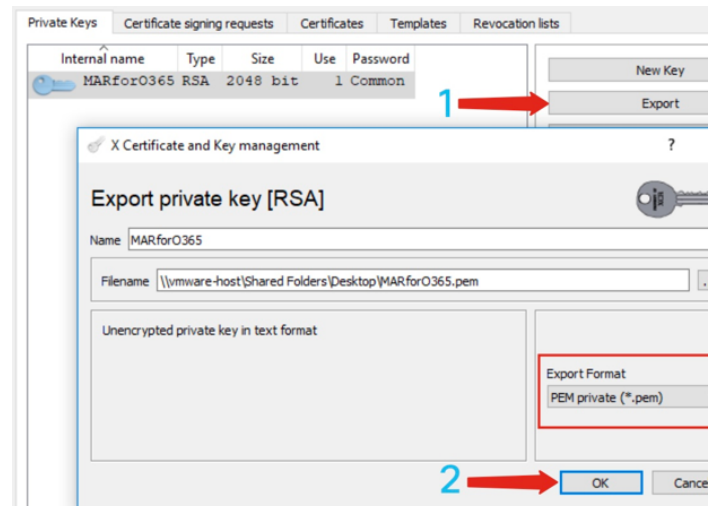 Private Keys Certificate signing requests Certificates Templates Revocation lists
Internal name Type Size Use Password
MARforO365 RSA 2048 bit 1 Common
New Key
1
Export
X Certificate and Key management ?
Export private key [RSA]
Name MARforO365
Filename \\vmware-host\Shared Folders\Desktop\MARforO365.pem
Unencrypted private key in text format
Export Format
PEM private (*.pem)
2
OK Cance